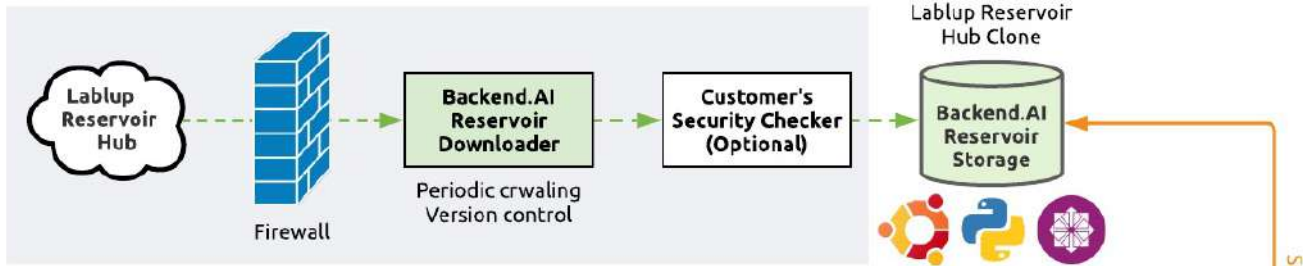 Lablup
Reservoir
Hub
Firewall
Backend.AI
Reservoir
Downloader
Periodic crwaling
Version control
Customer's
Security Checker
(Optional)
Lablup Reservoir
Hub Clone
Backend.AI
Reservoir
Storage
S